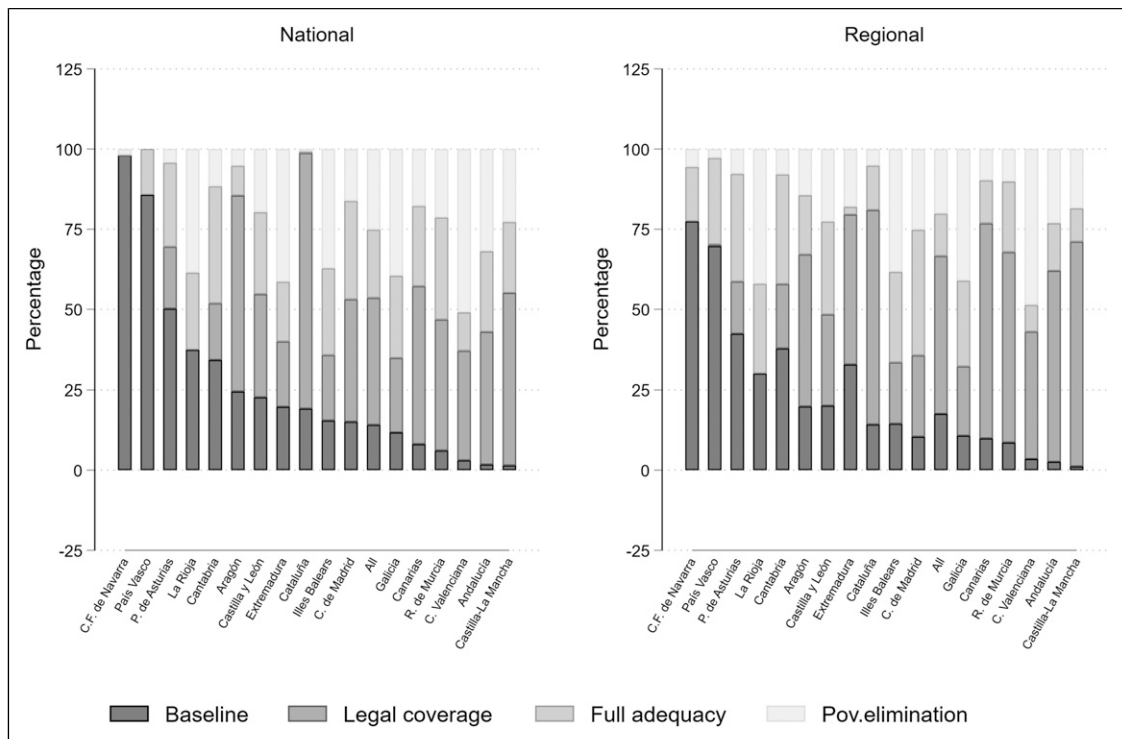 National
Regional
125
100
75
50
25
0
-25
Percentage
C.F. de Navarra
País Vasco
P. de Asturias
La Rioja
Cantabria
Aragón
Castilla y León
Extremadura
Cataluña
Illes Balears
C. de Madrid
All
Galicia
Canarias
R. de Murcia
C. Valenciana
Andalucía
Castilla-La Mancha
125
100
75
50
25
0
-25
Percentage
C.F. de Navarra
País Vasco
P. de Asturias
La Rioja
Cantabria
Aragón
Castilla y León
Extremadura
Cataluña
Illes Balears
C. de Madrid
All
Galicia
Canarias
R. de Murcia
C. Valenciana
Andalucía
Castilla-La Mancha
Baseline Legal coverage Full adequacy Pov.elimination